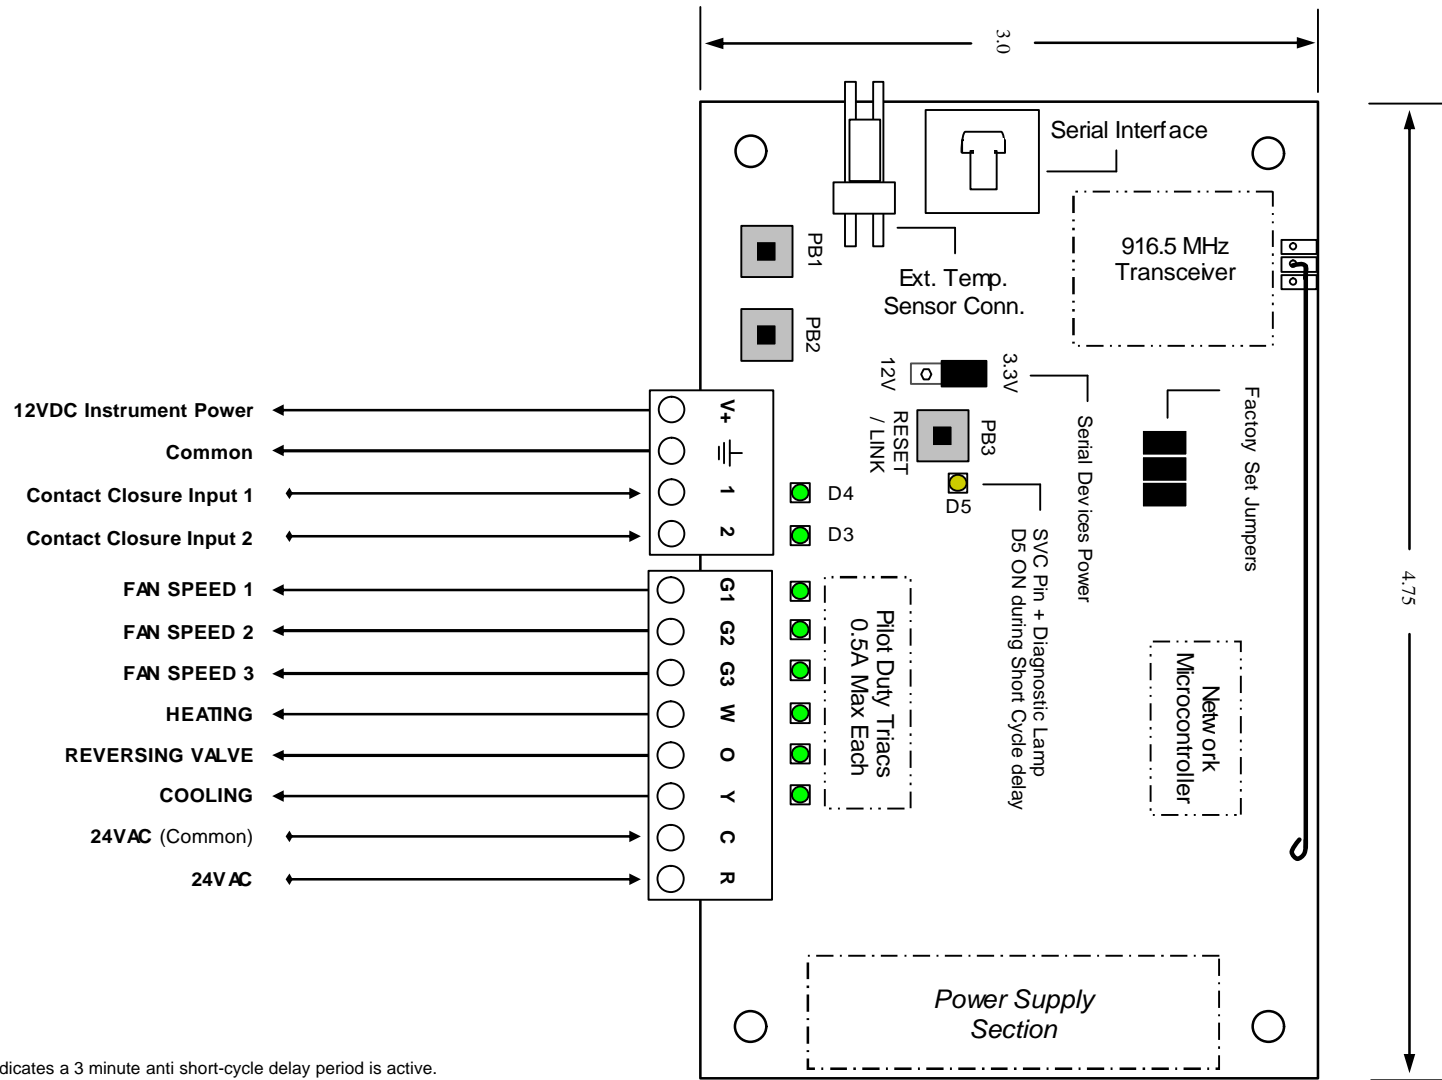 3.0
4.75
Serial Interface
916.5 MHz
Transceiver
PB1
Ext. Temp.
Sensor Conn.
PB2
12V
3.3V
RESET
/ LINK
PB3
Serial Devices Power
Factory Set Jumpers
D5
SVC Pin + Diagnostic Lamp
D5 ON during Short Cycle delay
12VDC Instrument Power
V+
Common
Contact Closure Input 1
1
D4
Contact Closure Input 2
2
D3
FAN SPEED 1
G1
FAN SPEED 2
G2
FAN SPEED 3
G3
HEATING
W
REVERSING VALVE
O
COOLING
Y
24VAC (Common)
C
24VAC
R
Pilot Duty Triacs
0.5A Max Each
Network
Microcontroller
Power Supply
Section
dicates a 3 minute anti short-cycle delay period is active.